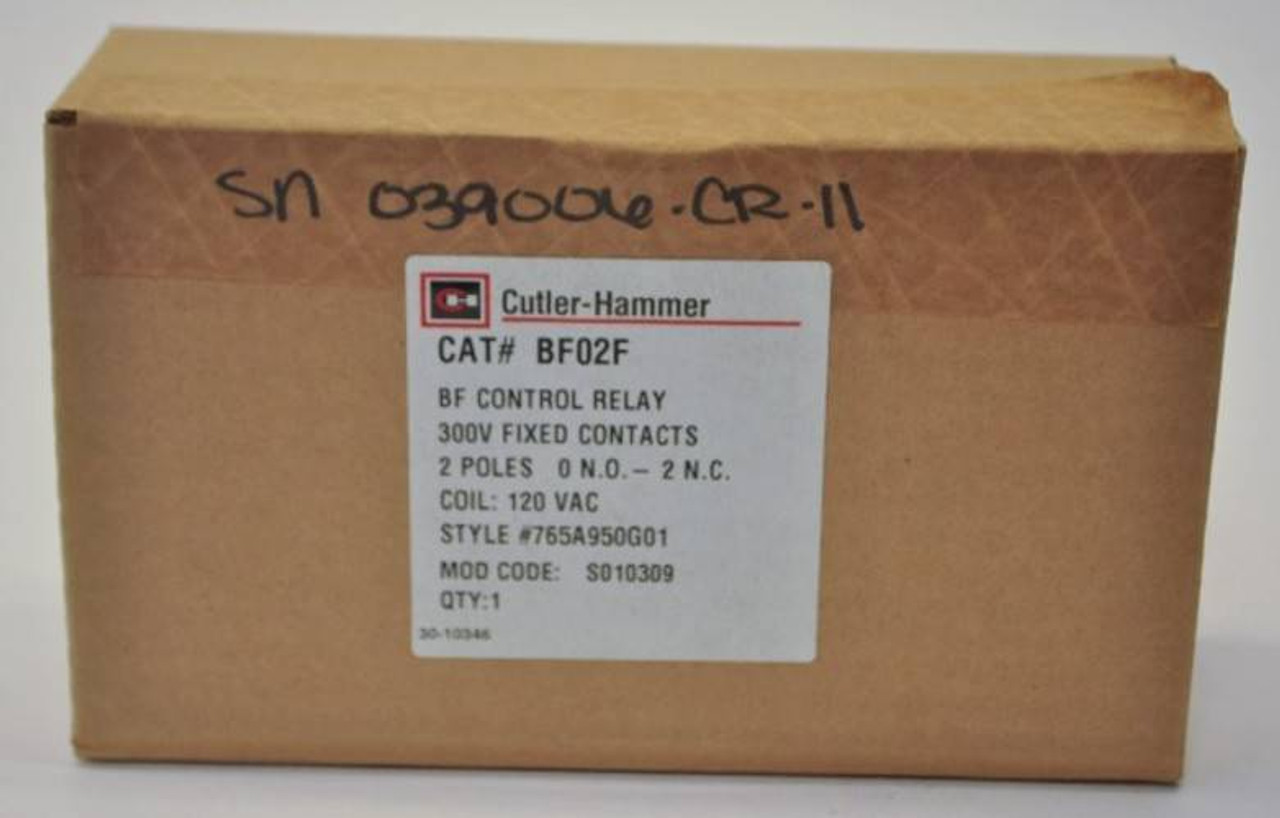 SN 039006-CR-11
Cutler-Hammer
CAT# BF02F
BF CONTROL RELAY
300V FIXED CONTACTS
2 POLES 0 N.O.– 2 N.C.
COIL: 120 VAC
STYLE #765A950G01
MOD CODE: S010309
QTY:1
30-10346